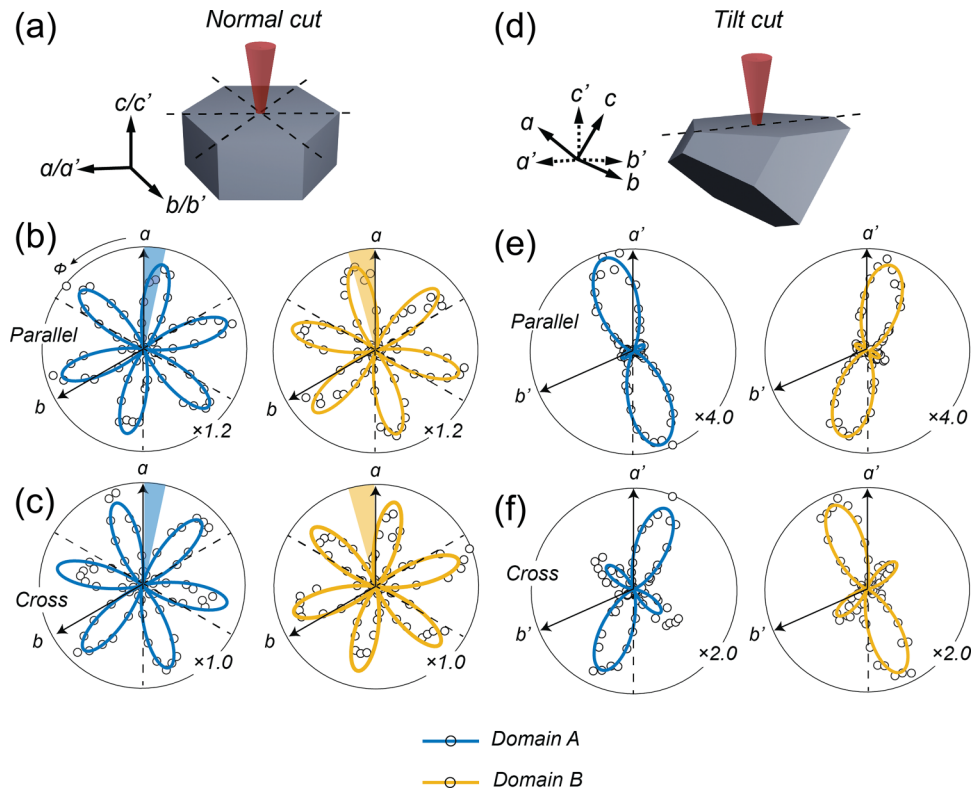 (a)
Normal cut
c/c'
a/a'
b/b'
(d)
Tilt cut
c'
c
a
a'
b'
b
(b)
Φ
a
Parallel
b
×1.2
a
b
×1.2
(e)
a'
Parallel
b'
×4.0
a'
b'
×4.0
(c)
a
Cross
b
×1.0
a
b
×1.0
(f)
a'
Cross
b'
×2.0
a'
b'
×2.0
Domain A
Domain B